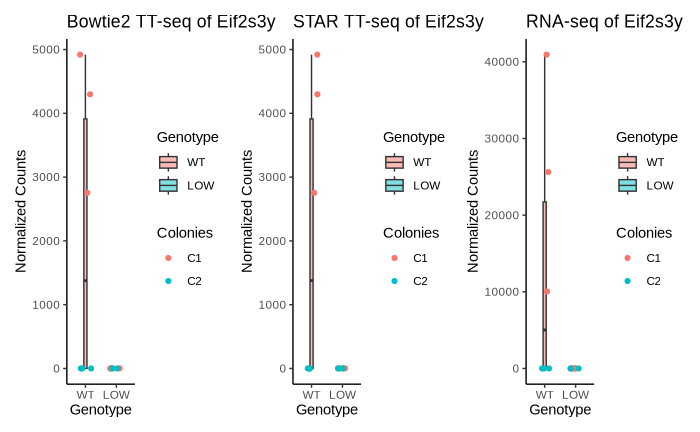 Bowtie2 TT-seq of Eif2s3y
Normalized Counts
5000
4000
3000
2000
1000
0
WT LOW
Genotype
Genotype
WT
LOW
Colonies
C1
C2
STAR TT-seq of Eif2s3y
Normalized Counts
5000
4000
3000
2000
1000
0
WT LOW
Genotype
Genotype
WT
LOW
Colonies
C1
C2
RNA-seq of Eif2s3y
Normalized Counts
40000
30000
20000
10000
0
WT LOW
Genotype
Genotype
WT
LOW
Colonies
C1
C2